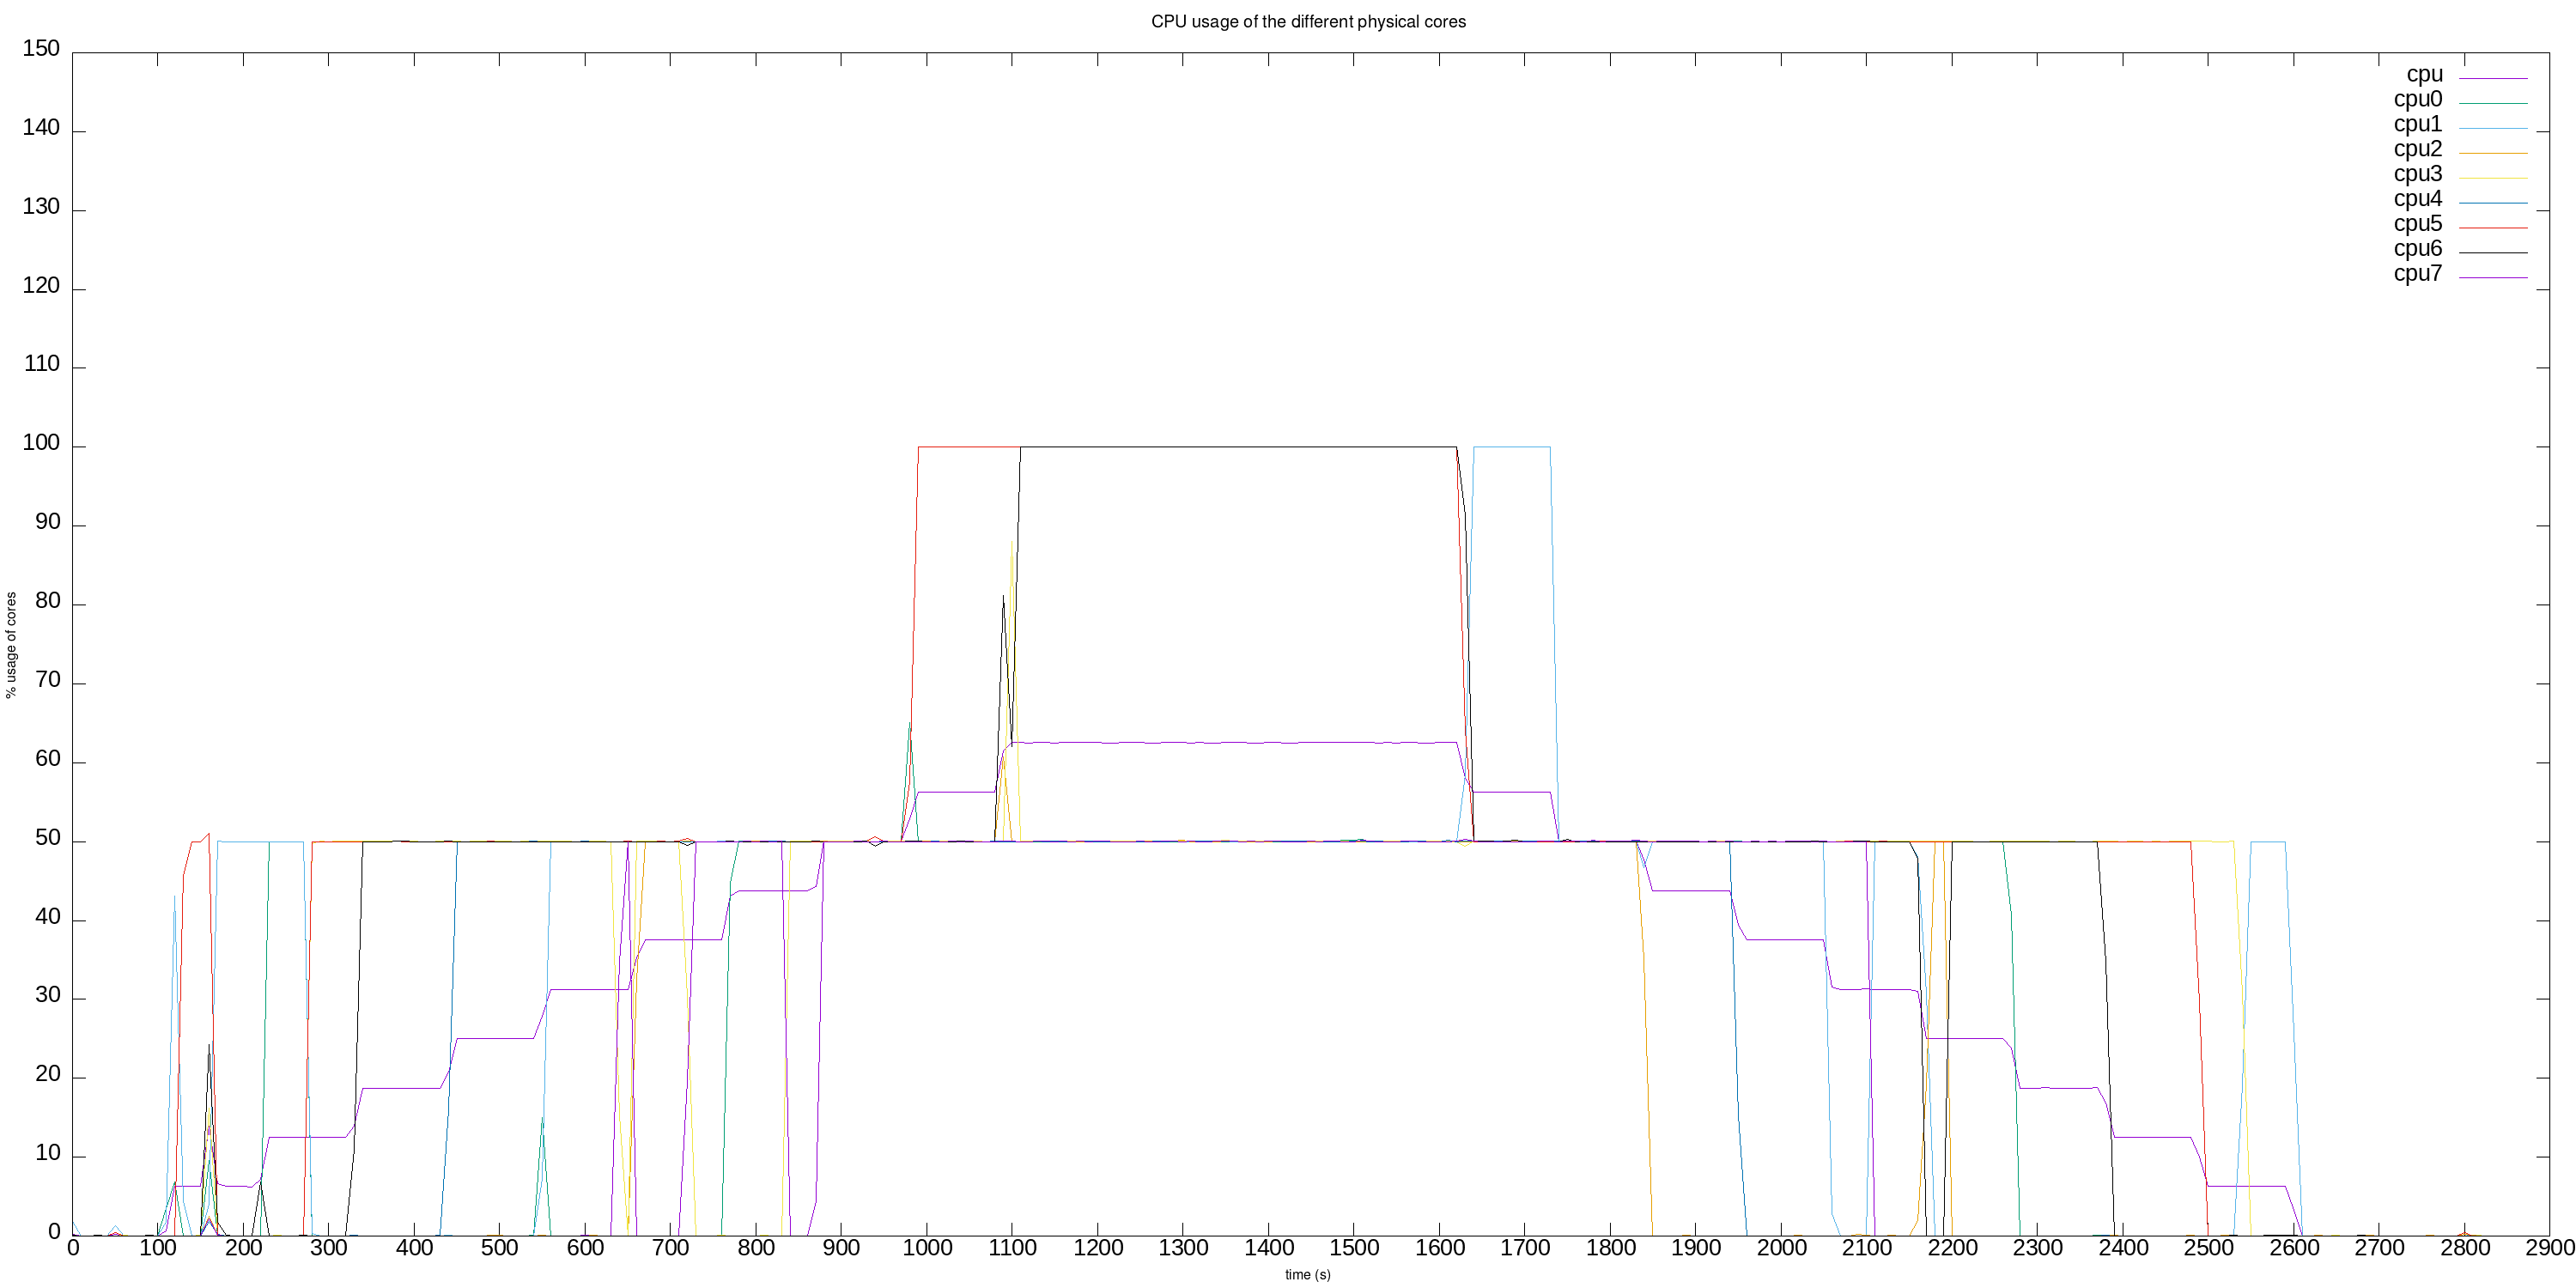 CPU usage of the different physical cores
150
140
130
120
110
100
90
80
70
60
50
40
30
20
10
0
% usage of cores
cpu
cpu0
cpu1
cpu2
cpu3
cpu4
cpu5
cpu6
cpu7
0 100 200 300 400 500 600 700 800 900 1000 1100 1200 1300 1400 1500 1600 1700 1800 1900 2000 2100 2200 2300 2400 2500 2600 2700 2800 2900
time (s)